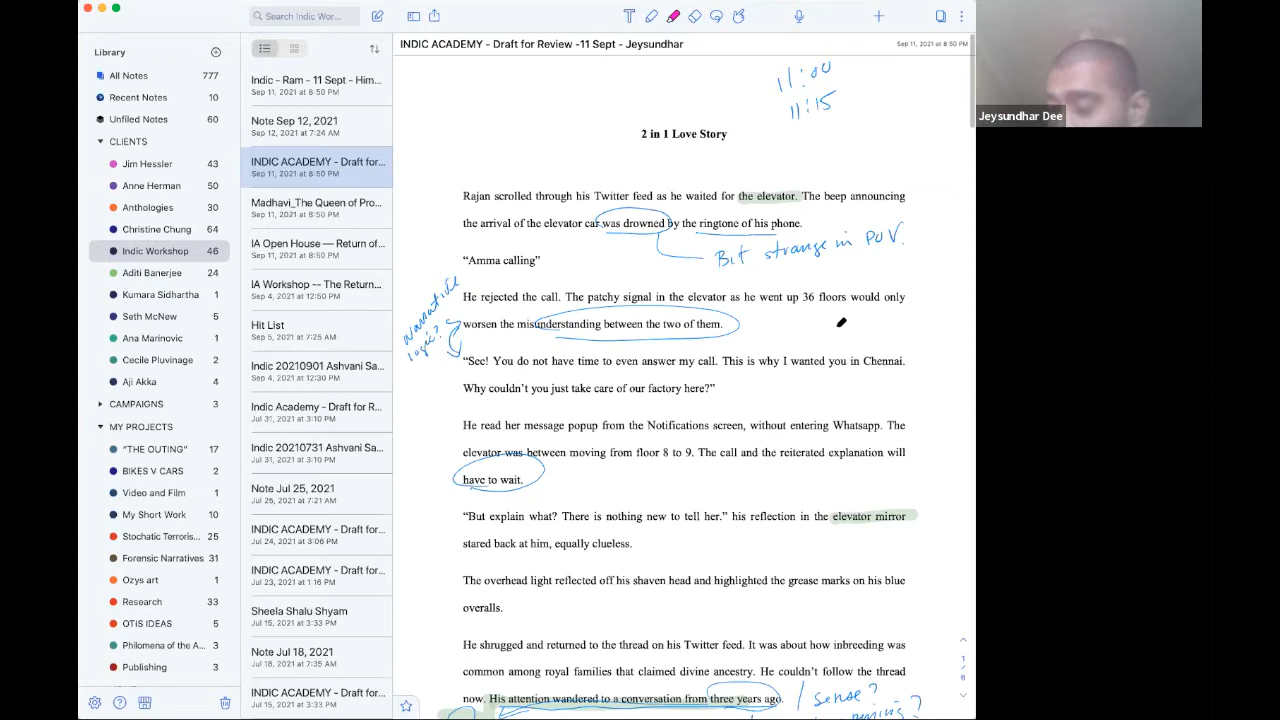 Search Indic Wor...
INDIC ACADEMY - Draft for Review -11 Sept - Jeysundhar
Sep 11, 2021 at 8:50 PM
Library
All Notes 777
Recent Notes 10
Unfiled Notes 60
CLIENTS
Jim Hessler 43
Anne Herman 50
Anthologies 30
Christine Chung 64
Indic Workshop 46
Aditi Banerjee 24
Kumara Sidhartha 1
Seth McNew 5
Ana Marinovic 1
Cecile Pluvinage 2
Aji Akka 4
CAMPAIGNS 3
MY PROJECTS
"THE OUTING" 17
BIKES V CARS 2
Video and Film 1
My Short Work 10
Stochatic Terroris... 25
Forensic Narratives 31
Ozys art 1
Research 33
OTiS IDEAS 5
Philomena of the A... 3
Publishing 3
Indic - Ram - 11 Sept - Him...
Sep 11, 2021 at 8:50 PM
Note Sep 12, 2021
Sep 12, 2021 at 7:24 AM
INDIC ACADEMY - Draft for...
Sep 11, 2021 at 8:50 PM
Madhavi_The Queen of Pro...
Sep 11, 2021 at 8:50 PM
IA Open House — Return of...
Sep 11, 2021 at 8:50 PM
IA Workshop -- The Return...
Sep 4, 2021 at 12:50 PM
Hit List
Sep 5, 2021 at 7:25 AM
Indic 20210901 Ashvani Sa...
Sep 4, 2021 at 12:30 PM
Indic Academy - Draft for R...
Jul 31, 2021 at 3:10 PM
Indic 20210731 Ashvani Sa...
Jul 31, 2021 at 3:10 PM
Note Jul 25, 2021
Jul 25, 2021 at 7:21 AM
INDIC ACADEMY - Draft for...
Jul 24, 2021 at 3:06 PM
INDIC ACADEMY - Draft for...
Jul 23, 2021 at 1:16 PM
Sheela Shalu Shyam
Jul 15, 2021 at 3:33 PM
Note Jul 18, 2021
Jul 18, 2021 at 7:35 AM
INDIC ACADEMY - Draft for...
Jul 15, 2021 at 3:33 PM
11:00
11:15
2 in 1 Love Story
Rajan scrolled through his Twitter feed as he waited for the elevator. The beep announcing
the arrival of the elevator car was drowned by the ringtone of his phone.
Bit strange in POV.
"Amma calling"
He rejected the call. The patchy signal in the elevator as he went up 36 floors would only
worsen the misunderstanding between the two of them.
narrative
logic?
"See! You do not have time to even answer my call. This is why I wanted you in Chennai.
Why couldn't you just take care of our factory here?"
He read her message popup from the Notifications screen, without entering Whatsapp. The
elevator was between moving from floor 8 to 9. The call and the reiterated explanation will
have to wait.
"But explain what? There is nothing new to tell her." his reflection in the elevator mirror
stared back at him, equally clueless.
The overhead light reflected off his shaven head and highlighted the grease marks on his blue
overalls.
He shrugged and returned to the thread on his Twitter feed. It was about how inbreeding was
common among royal families that claimed divine ancestry. He couldn't follow the thread
now. His attention wandered to a conversation from three years ago.
sense?
1
6
Jeysundhar Dee